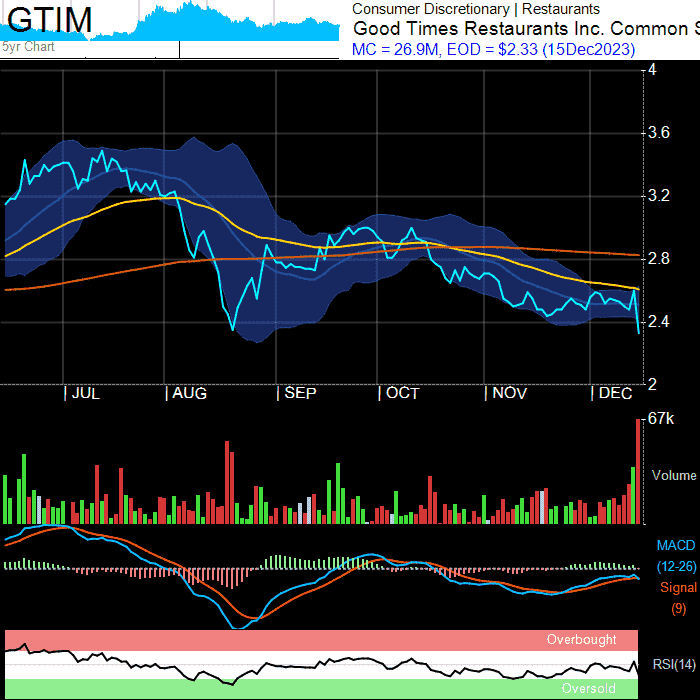 GTIM
5yr Chart
Consumer Discretionary | Restaurants
Good Times Restaurants Inc. Common S
MC = 26.9M, EOD = $2.33 (15Dec2023)
4
3.6
3.2
2.8
2.4
2
| JUL | AUG | SEP | OCT | NOV | DEC
67k
Volume
MACD
(12-26)
Signal
(9)
Overbought
RSI(14)
Oversold